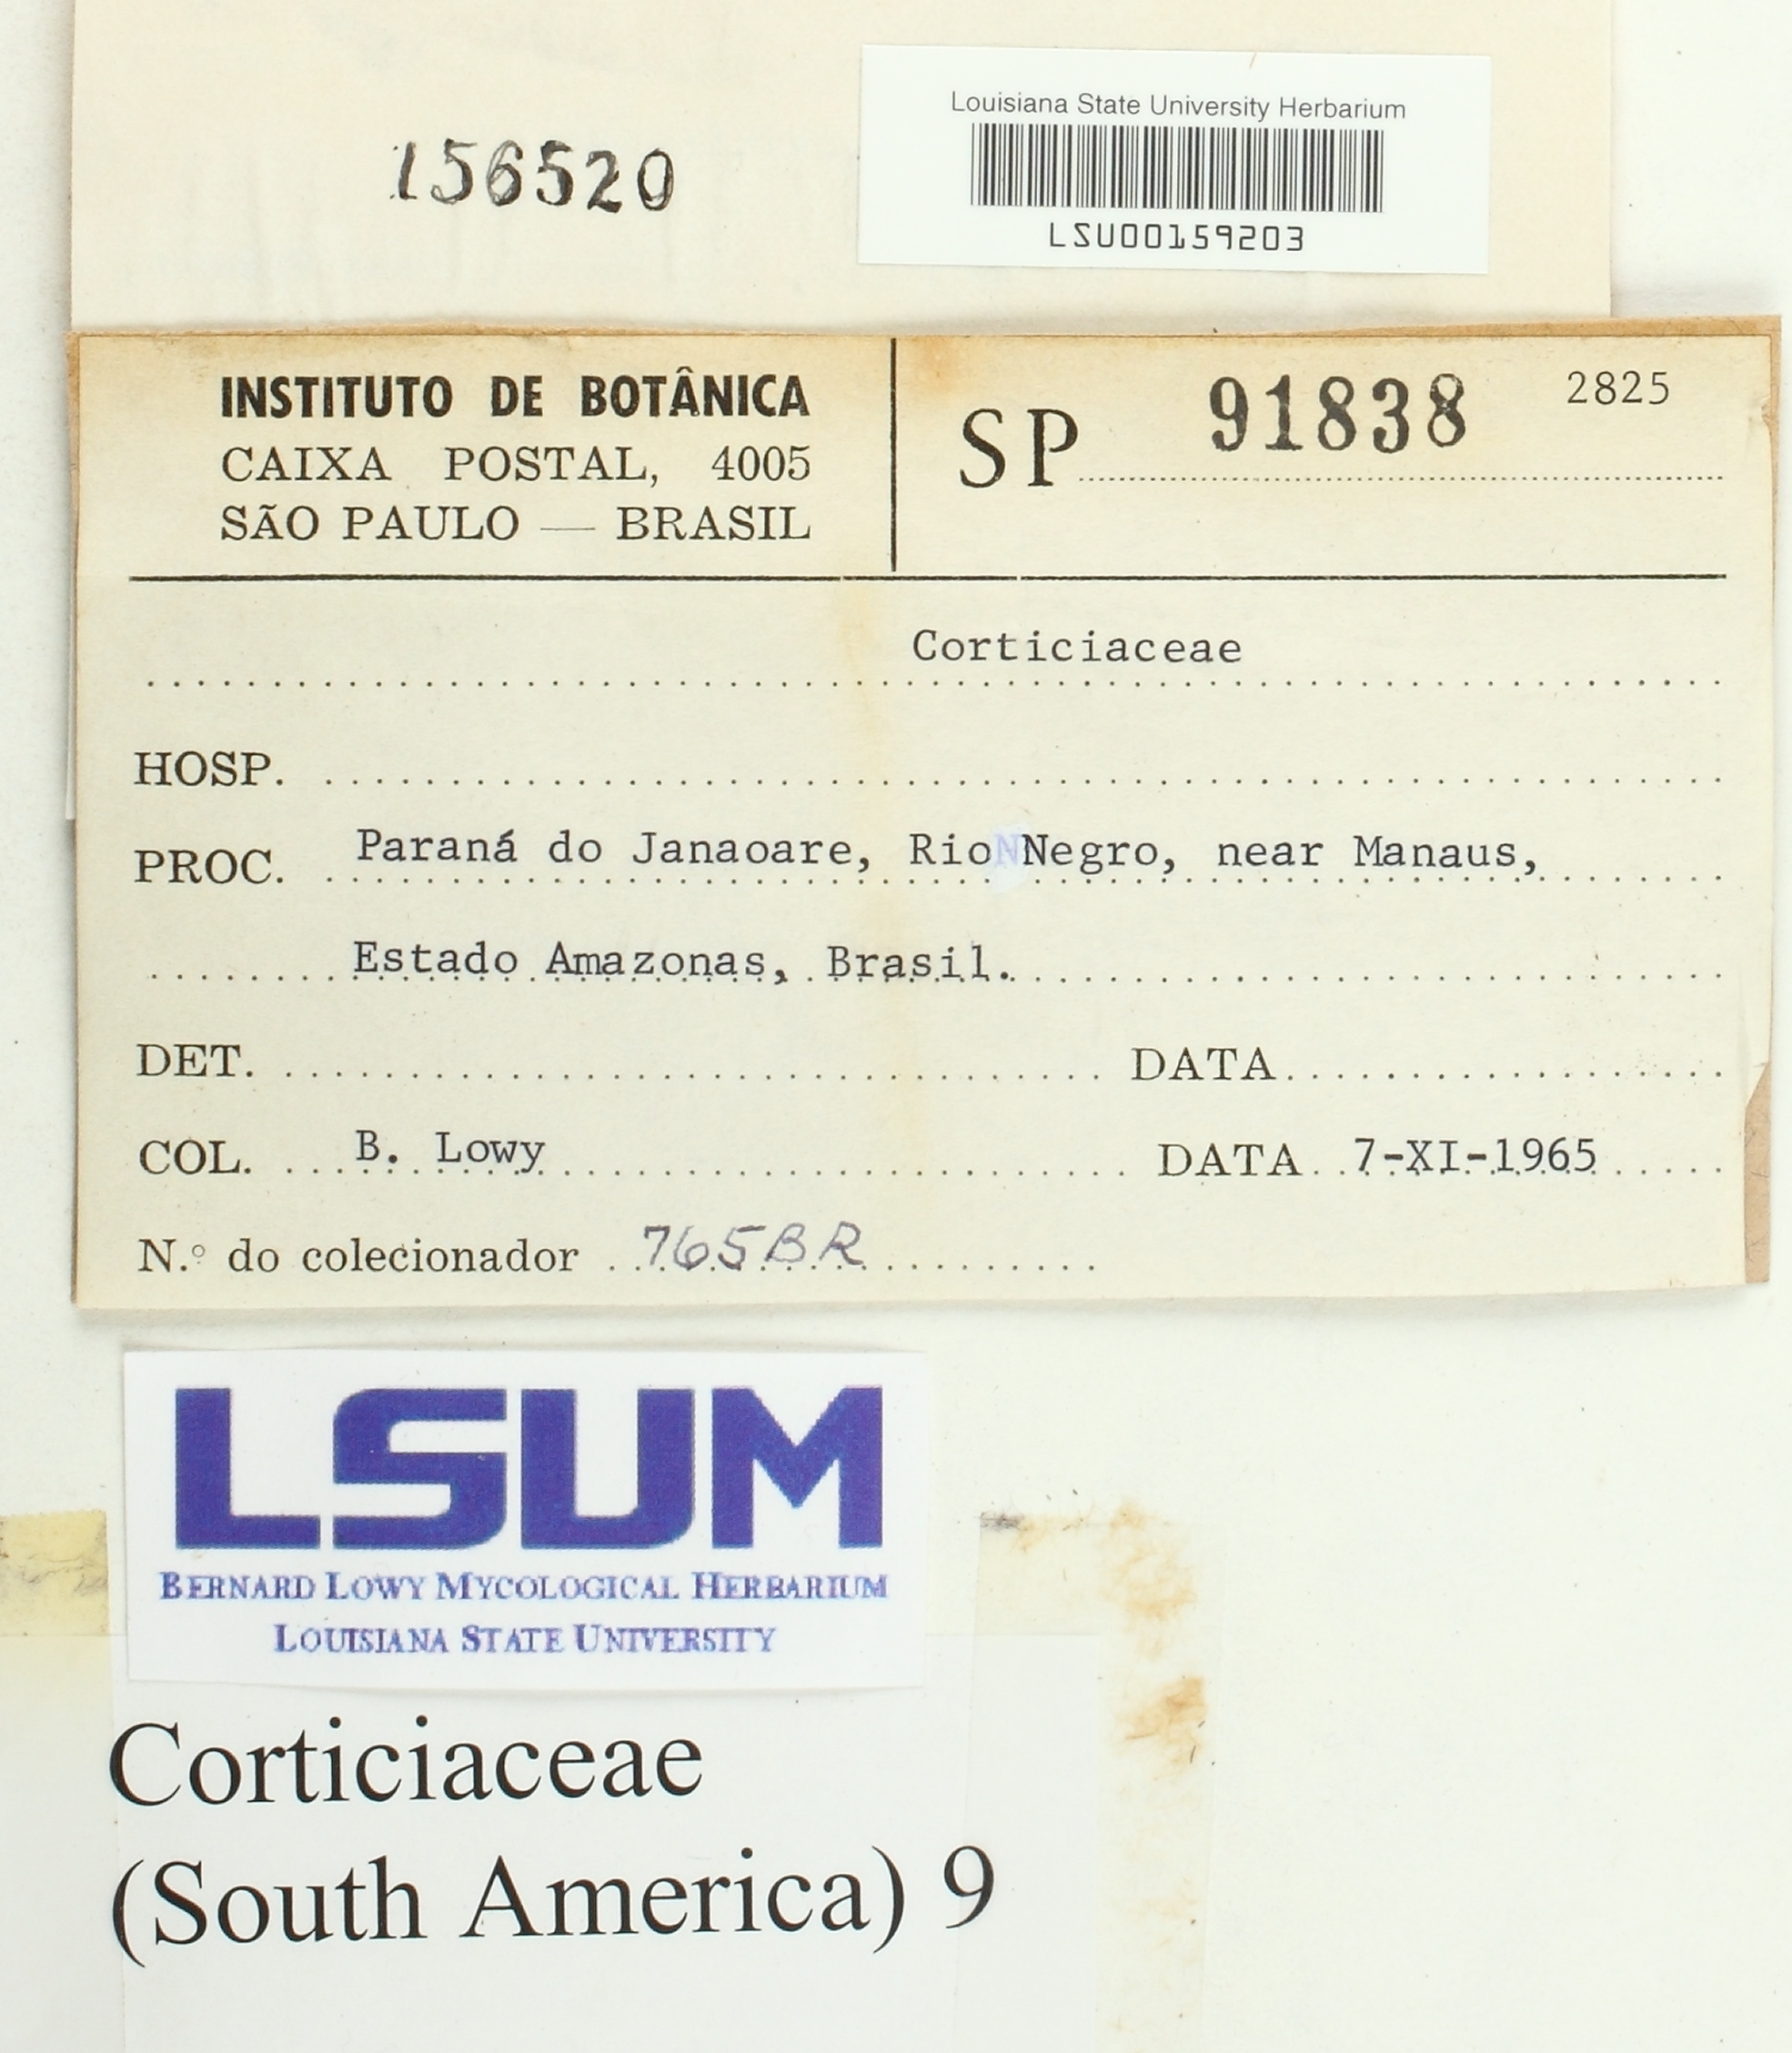 156520
Louisiana State University Herbarium
LSU00159203
INSTITUTO DE BOTÂNICA
CAIXA POSTAL, 4005
SÃO PAULO — BRASIL
SP 91838 2825
Corticiaceae
HOSP.
PROC. Paraná do Janaoare, Rio Negro, near Manaus,
Estado Amazonas, Brasil.
DET. DATA
COL. B. Lowy DATA 7-XI-1965
N.º do colecionador 765BR
LSUM
BERNARD LOWY MYCOLOGICAL HERBARIUM
LOUISIANA STATE UNIVERSITY
Corticiaceae
(South America) 9